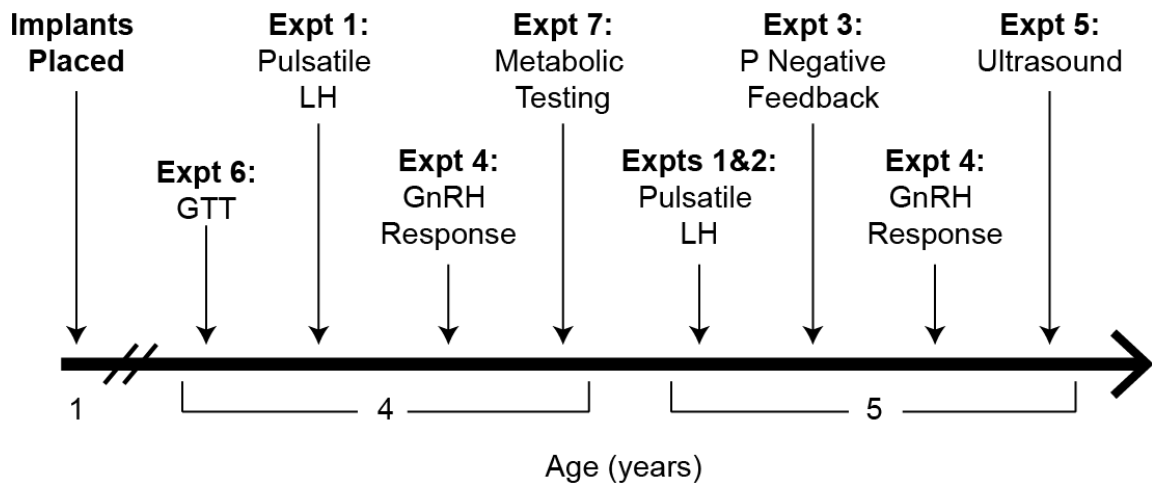 Implants
Placed
Expt 6:
GTT
Expt 1:
Pulsatile
LH
Expt 4:
GnRH
Response
Expt 7:
Metabolic
Testing
Expts 1&2:
Pulsatile
LH
Expt 3:
P Negative
Feedback
Expt 4:
GnRH
Response
Expt 5:
Ultrasound
1
4
5
Age (years)